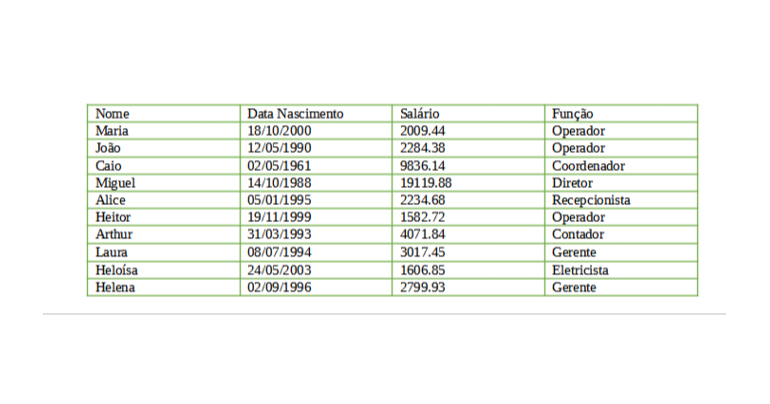 Nome Data Nascimento Salário Função
Maria 18/10/2000 2009.44 Operador
João 12/05/1990 2284.38 Operador
Caio 02/05/1961 9836.14 Coordenador
Miguel 14/10/1988 19119.88 Diretor
Alice 05/01/1995 2234.68 Recepcionista
Heitor 19/11/1999 1582.72 Operador
Arthur 31/03/1993 4071.84 Contador
Laura 08/07/1994 3017.45 Gerente
Heloísa 24/05/2003 1606.85 Eletricista
Helena 02/09/1996 2799.93 Gerente